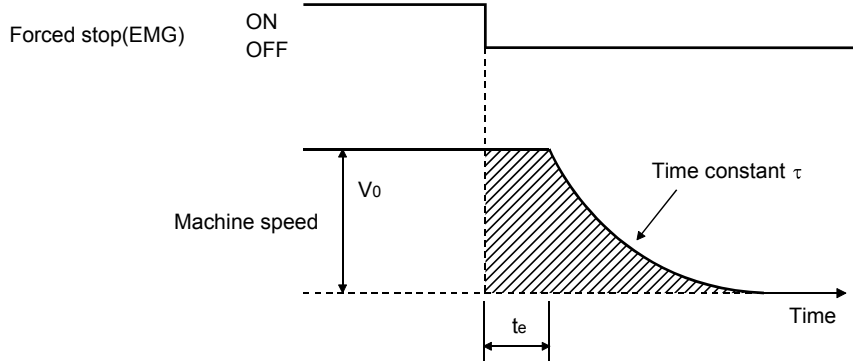 Forced stop(EMG)
ON
OFF
V0
Time constant τ
Machine speed
Time
te